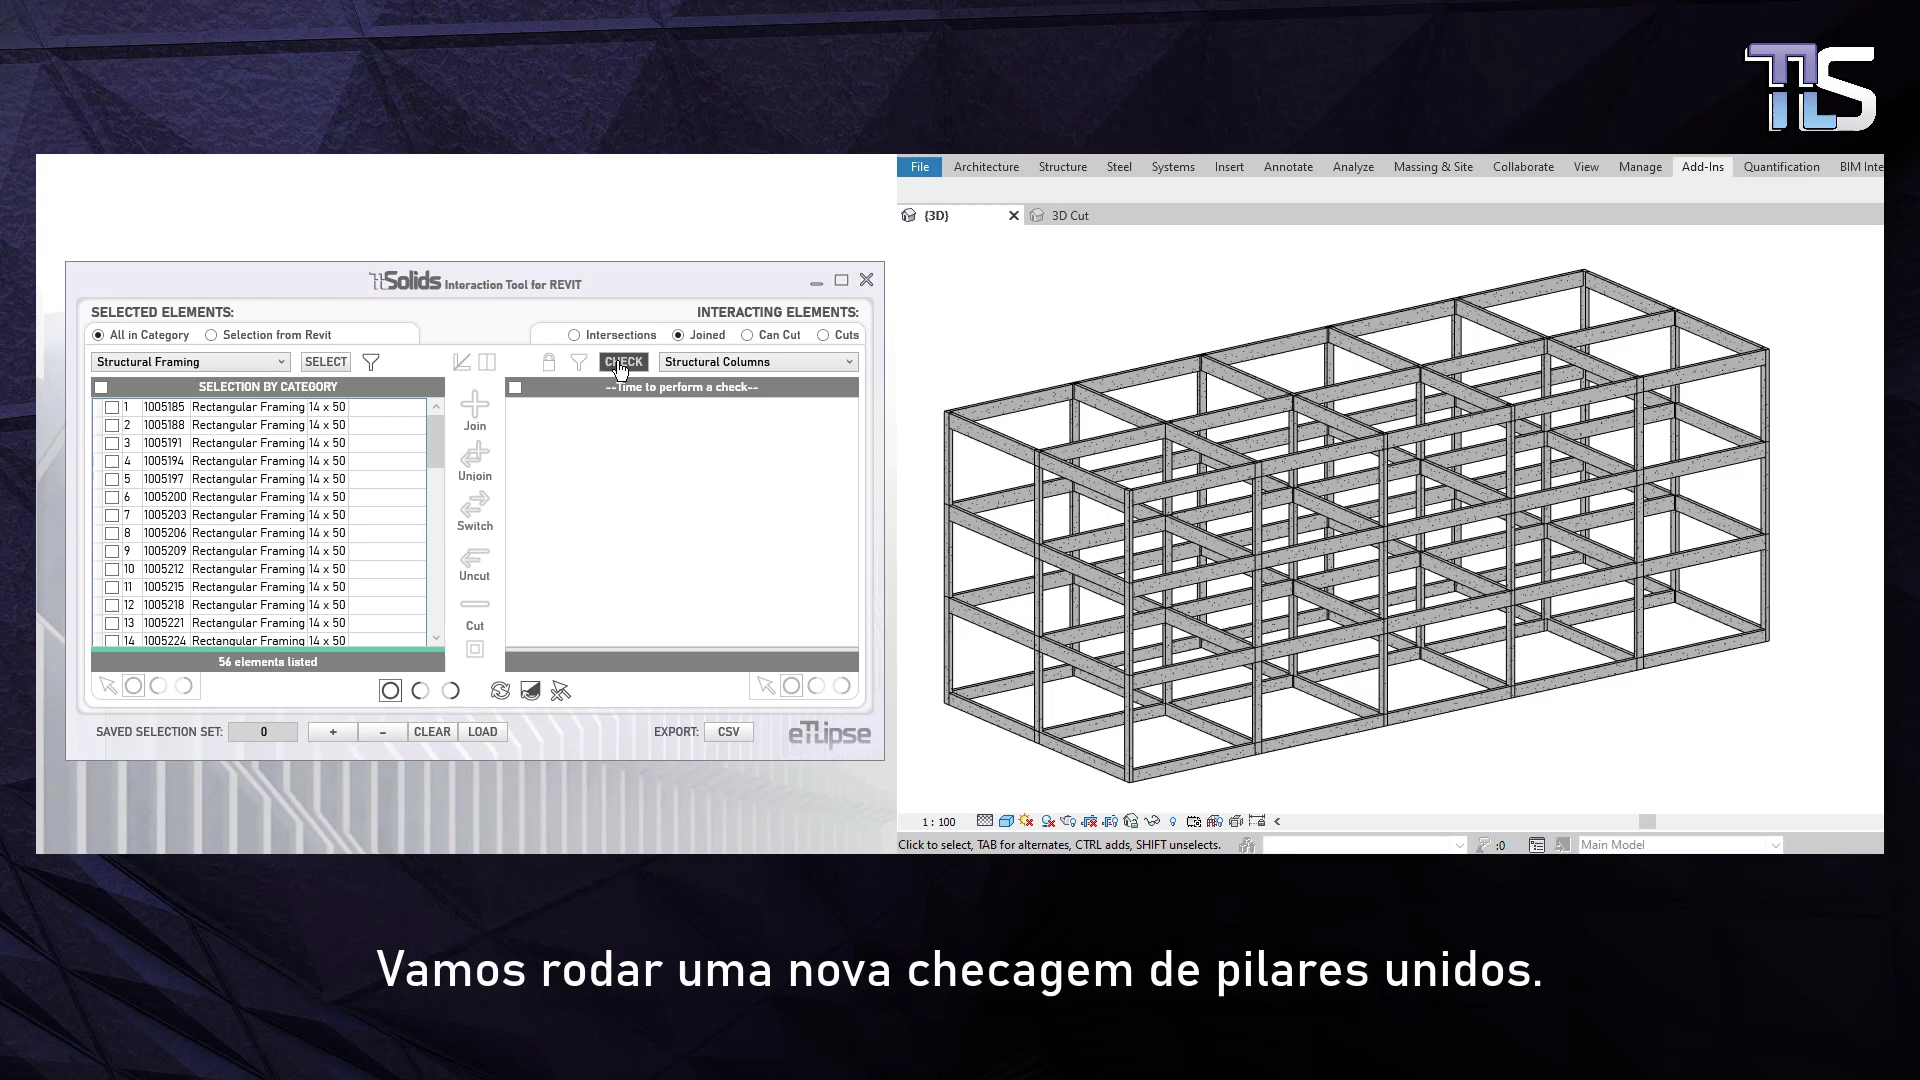 TTLS
File Architecture Structure Steel Systems Insert Annotate Analyze Massing & Site Collaborate View Manage Add-Ins Quantification BIM Inte
{3D} 3D Cut
Solids Interaction Tool for REVIT
SELECTED ELEMENTS: INTERACTING ELEMENTS:
All in Category Selection from Revit Intersections Joined Can Cut Cuts
Structural Framing SELECT CHECK Structural Columns
SELECTION BY CATEGORY --Time to perform a check--
1 1005185 Rectangular Framing 14 x 50
2 1005188 Rectangular Framing 14 x 50
3 1005191 Rectangular Framing 14 x 50
4 1005194 Rectangular Framing 14 x 50
5 1005197 Rectangular Framing 14 x 50
6 1005200 Rectangular Framing 14 x 50
7 1005203 Rectangular Framing 14 x 50
8 1005206 Rectangular Framing 14 x 50
9 1005209 Rectangular Framing 14 x 50
10 1005212 Rectangular Framing 14 x 50
11 1005215 Rectangular Framing 14 x 50
12 1005218 Rectangular Framing 14 x 50
13 1005221 Rectangular Framing 14 x 50
14 1005224 Rectangular Framing 14 x 50
Join
Unjoin
Switch
Uncut
Cut
56 elements listed
SAVED SELECTION SET: 0 + - CLEAR LOAD EXPORT: CSV eTLipse
1 : 100
Click to select, TAB for alternates, CTRL adds, SHIFT unselects. :0 Main Model
Vamos rodar uma nova checagem de pilares unidos.